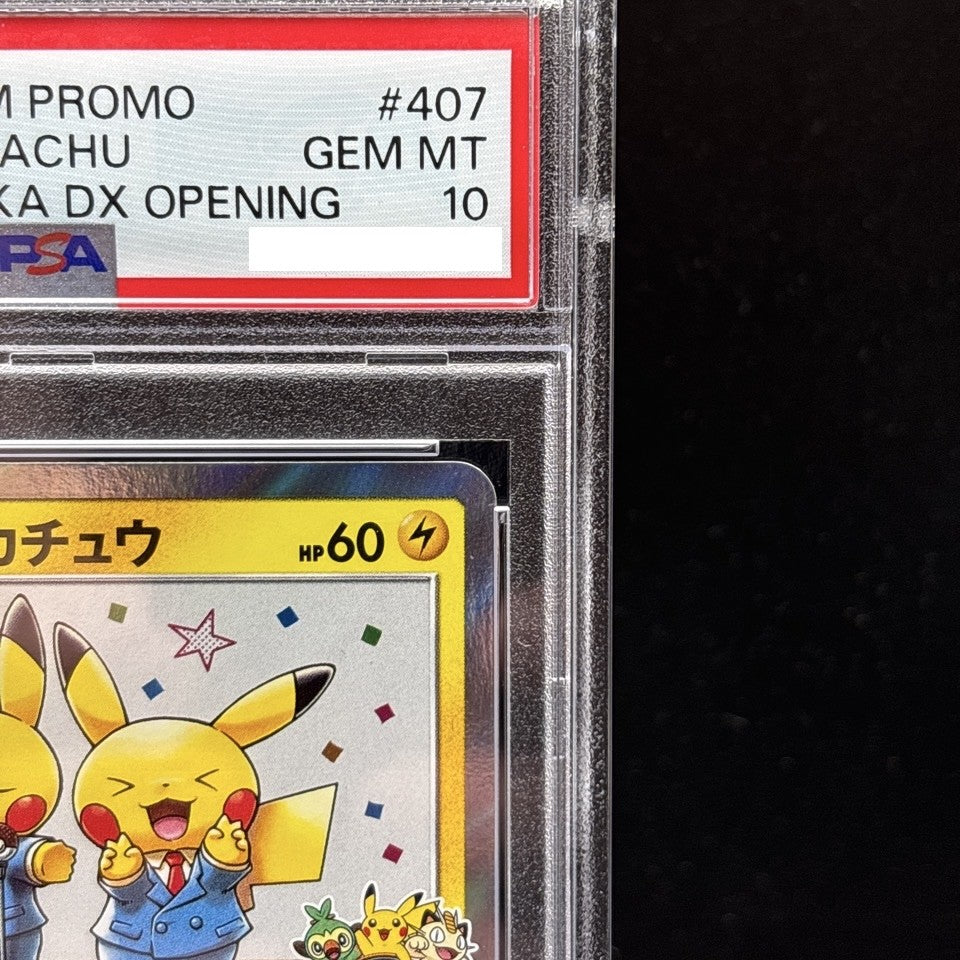 M PROMO #407
ACHU GEM MT
KA DX OPENING 10
PSA
カチュウ HP60